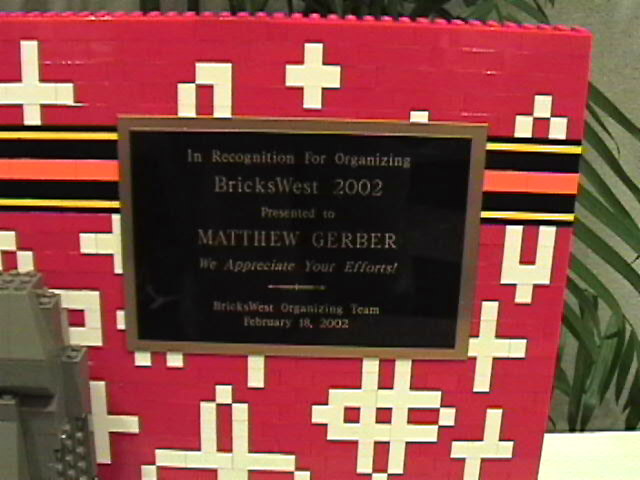 In Recognition For Organizing
BricksWest 2002
Presented to
MATTHEW GERBER
We Appreciate Your Efforts!
BricksWest Organizing Team
February 18, 2002